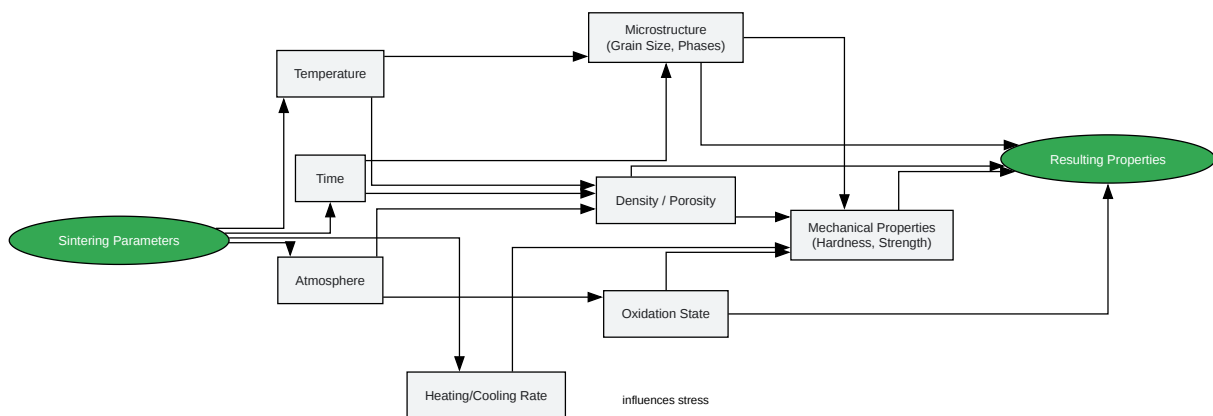 Microstructure
(Grain Size, Phases)
Temperature
Resulting Properties
Time
Density / Porosity
Mechanical Properties
(Hardness, Strength)
Sintering Parameters
Atmosphere
Oxidation State
Heating/Cooling Rate
influences stress